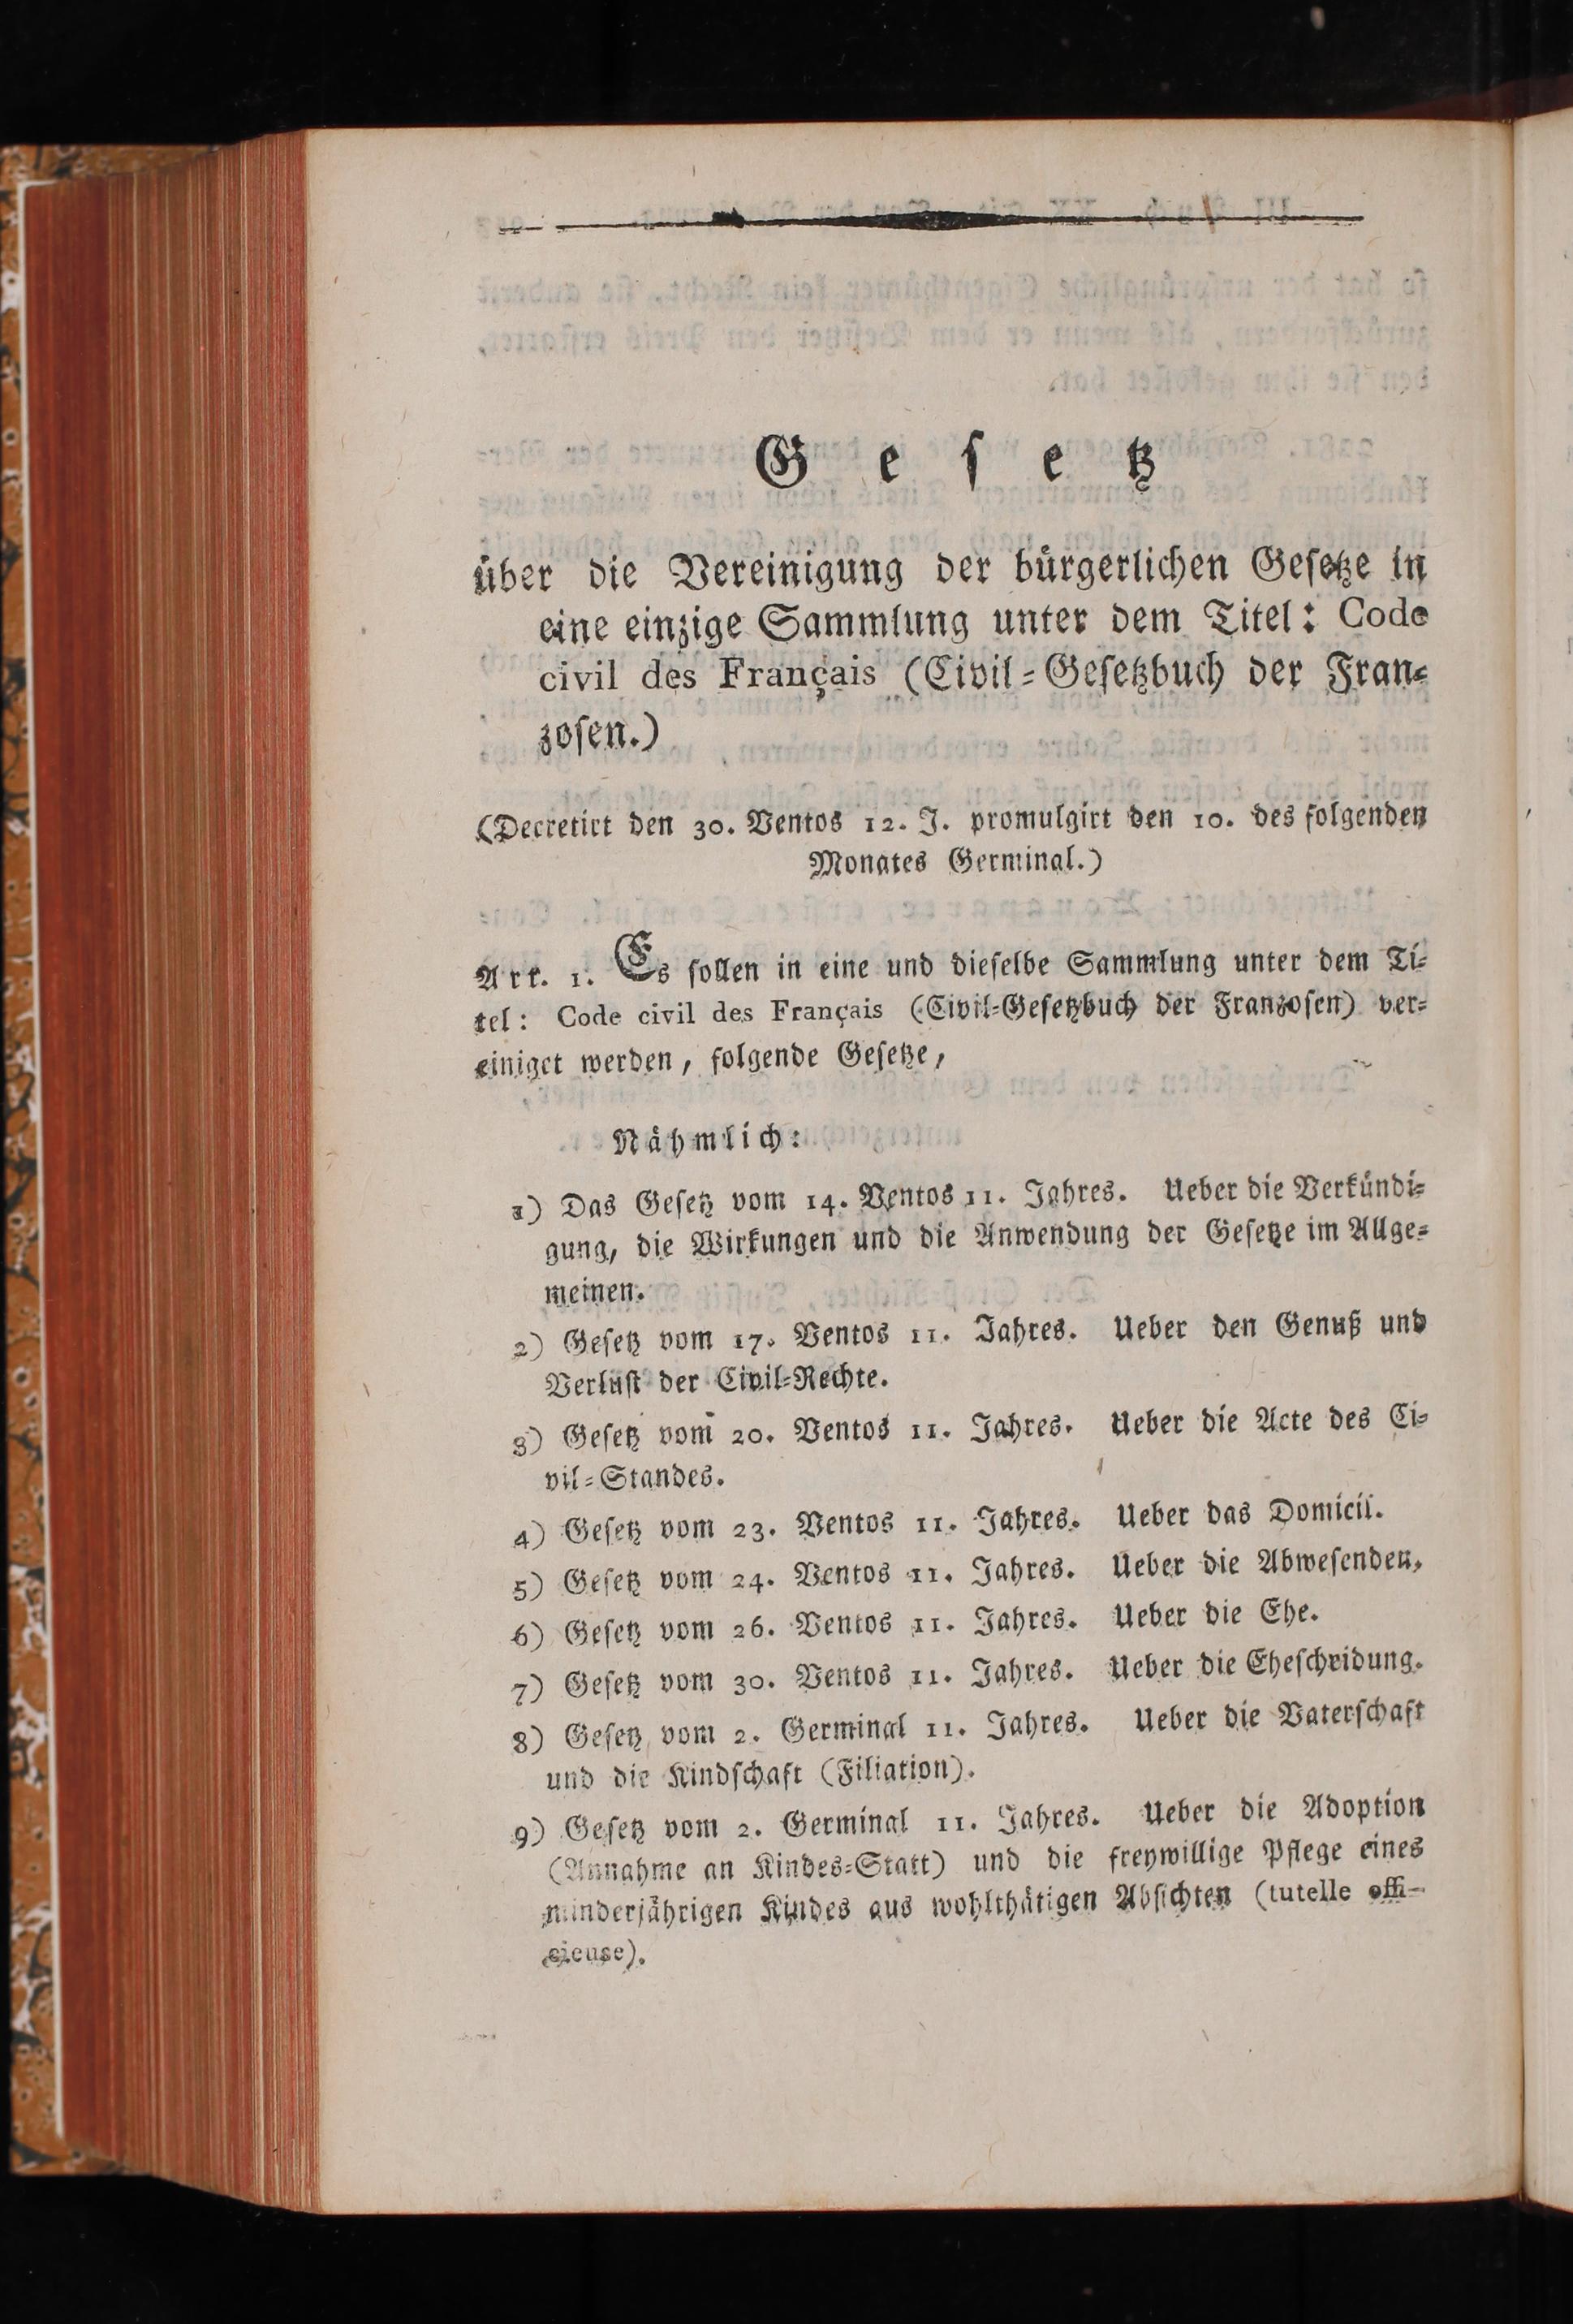 Gesetz
über die Vereinigung der bürgerlichen Gesetze in
eine einzige Sammlung unter dem Titel: Code
civil des Français (Civil-Gesetzbuch der Fran-
zosen.)
(Decretirt den 30. Ventos 12. J. promulgirt den 10. des folgenden
Monates Germinal.)
Art. 1. Es sollen in eine und dieselbe Sammlung unter dem Ti-
tel: Code civil des Français (Civil-Gesetzbuch der Franzosen) ver-
einiget werden, folgende Gesetze,
Nähmlich:
1) Das Gesetz vom 14. Ventos 11. Jahres. Ueber die Verkündi-
gung, die Wirkungen und die Anwendung der Gesetze im Allge-
meinen.
2) Gesetz vom 17. Ventos 11. Jahres. Ueber den Genuß und
Verlust der Civil-Rechte.
3) Gesetz vom 20. Ventos 11. Jahres. Ueber die Acte des Ci-
vil-Standes.
4) Gesetz vom 23. Ventos 11. Jahres. Ueber das Domicil.
5) Gesetz vom 24. Ventos 11. Jahres. Ueber die Abwesenden,
6) Gesetz vom 26. Ventos 11. Jahres. Ueber die Ehe.
7) Gesetz vom 30. Ventos 11. Jahres. Ueber die Ehescheidung.
8) Gesetz vom 2. Germinal 11. Jahres. Ueber die Vaterschaft
und die Kindschaft (Filiation).
9) Gesetz vom 2. Germinal 11. Jahres. Ueber die Adoption
(Annahme an Kindes-Statt) und die freywillige Pflege eines
minderjährigen Kindes aus wohlthätigen Absichten (tutelle offi-
cieuse).